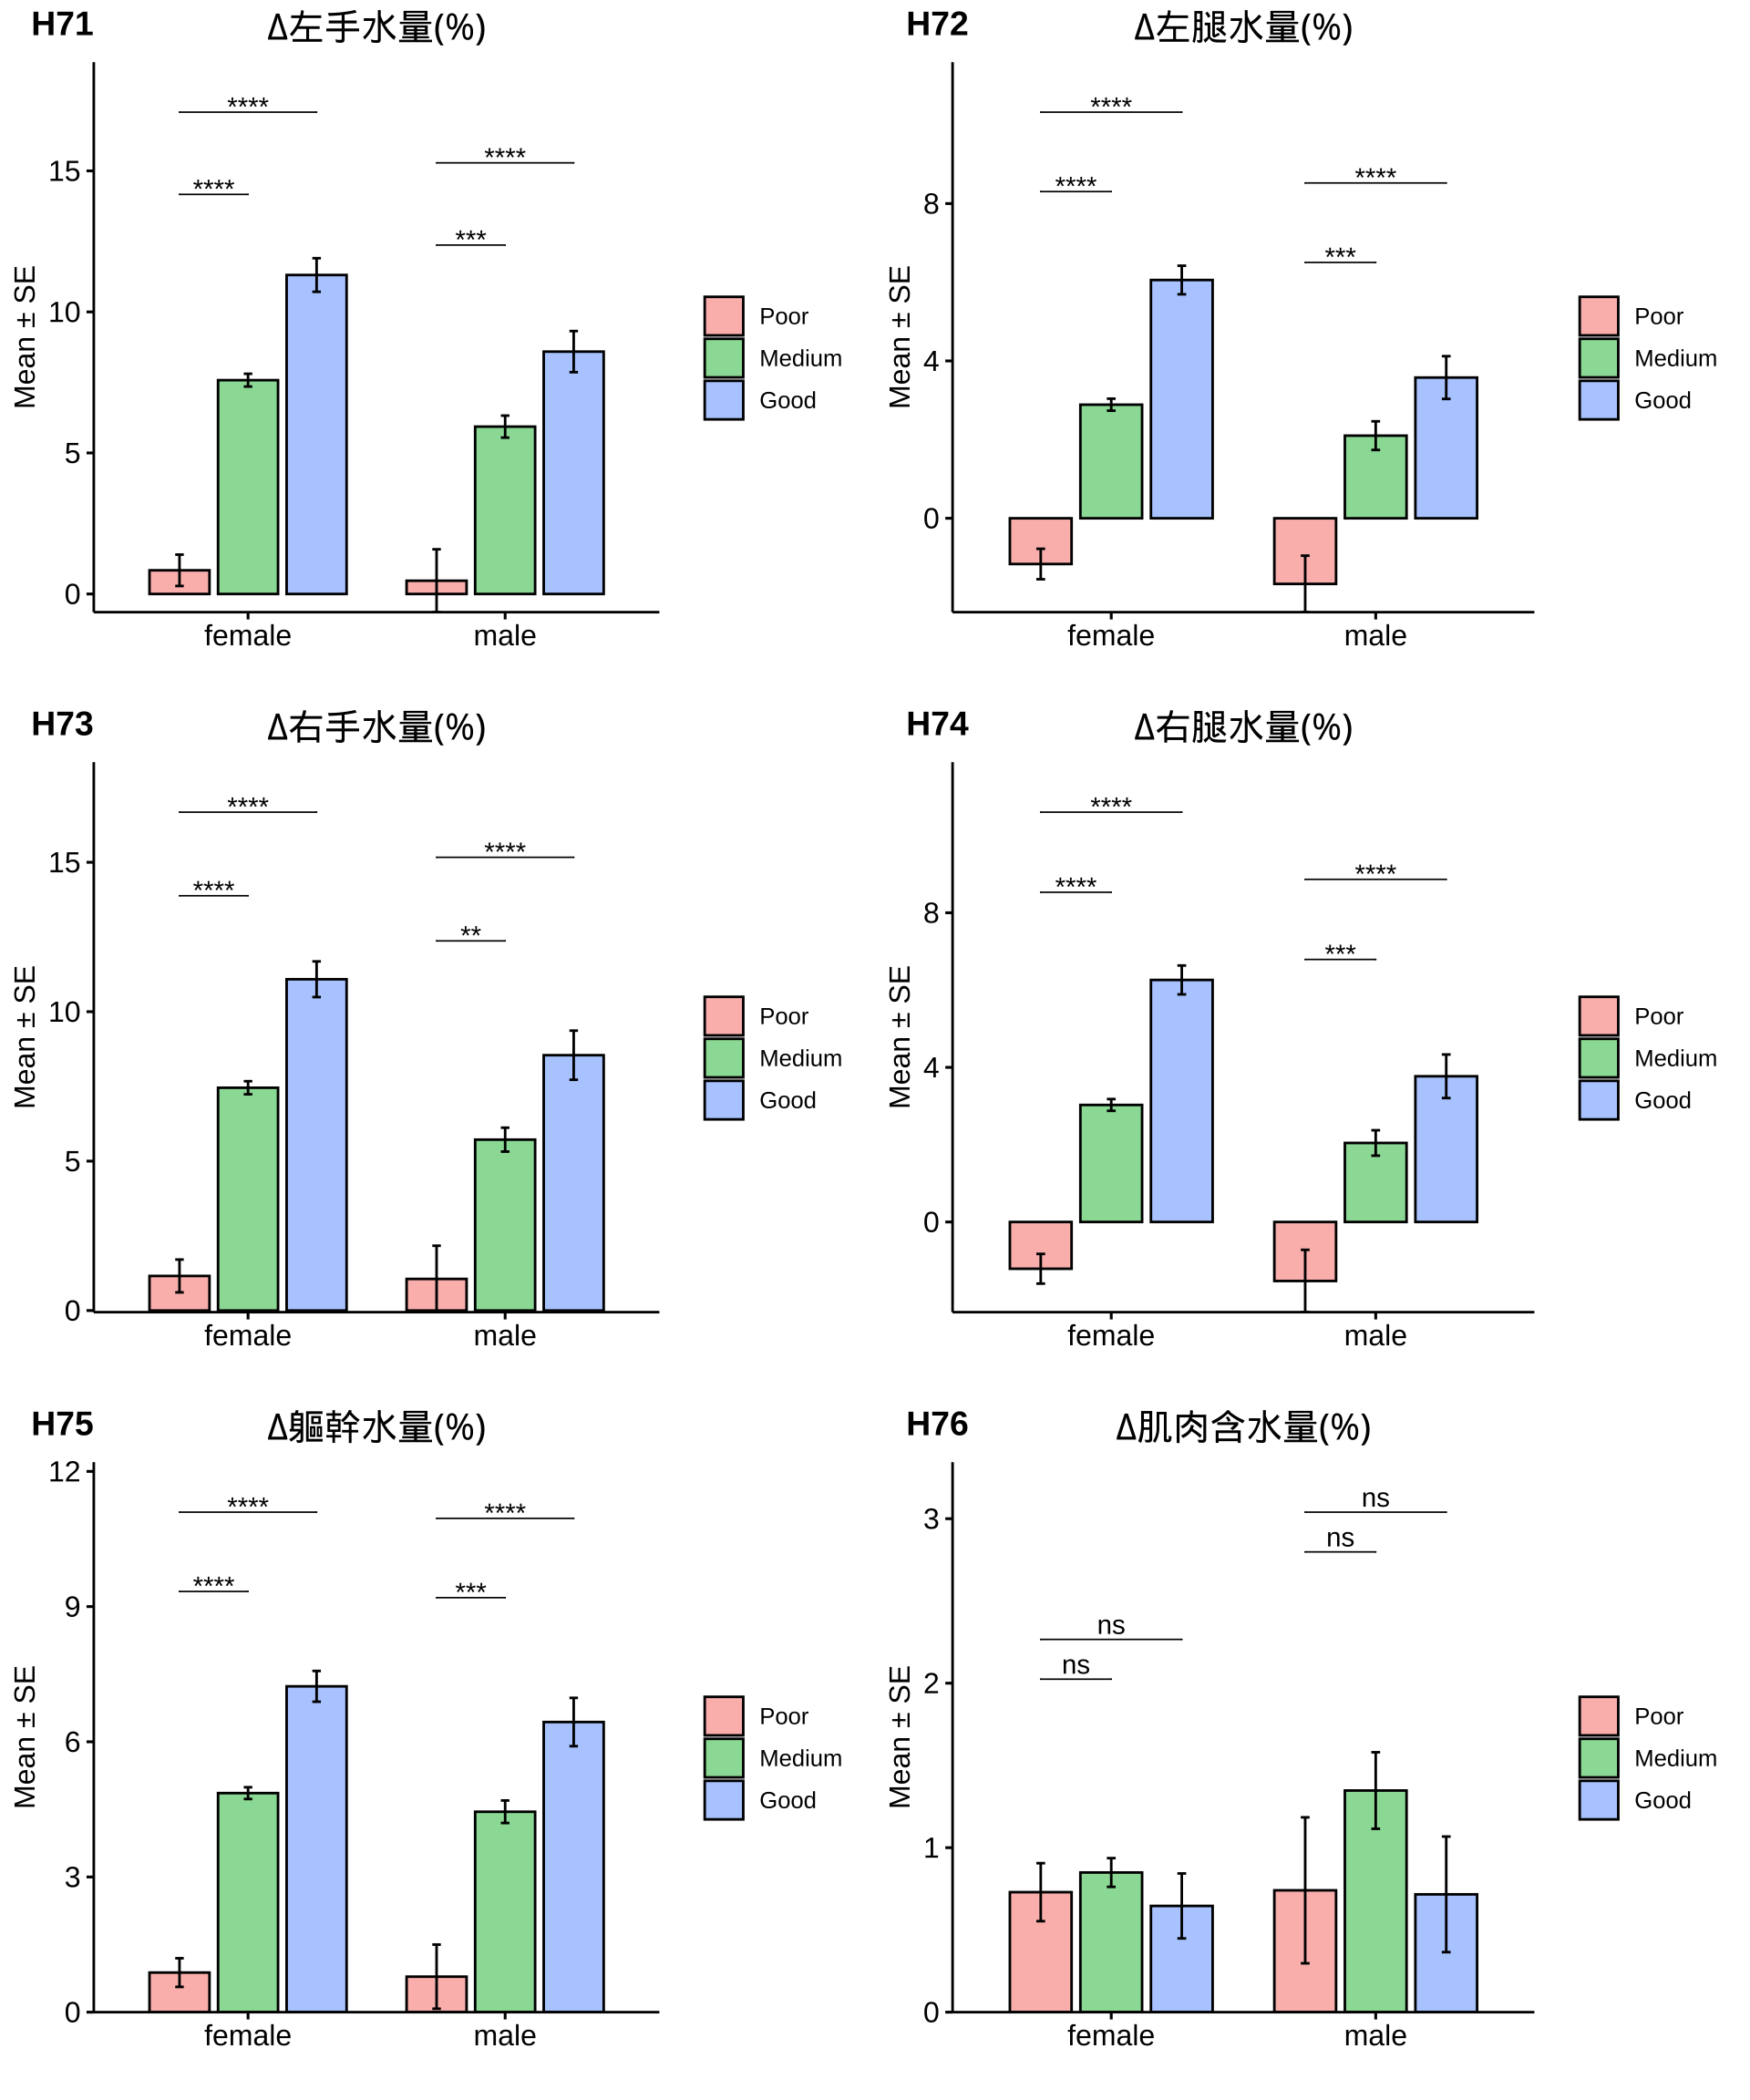 H71 Δ左手水量(%)
****
****
****
***
15
10
5
0
Mean ± SE
female male
Poor
Medium
Good
H72 Δ左腿水量(%)
****
****
****
***
8
4
0
Mean ± SE
female male
Poor
Medium
Good
H73 Δ右手水量(%)
****
****
****
**
15
10
5
0
Mean ± SE
female male
Poor
Medium
Good
H74 Δ右腿水量(%)
****
****
****
***
8
4
0
Mean ± SE
female male
Poor
Medium
Good
H75 Δ軀幹水量(%)
****
****
****
***
12
9
6
3
0
Mean ± SE
female male
Poor
Medium
Good
H76 Δ肌肉含水量(%)
ns
ns
ns
ns
3
2
1
0
Mean ± SE
female male
Poor
Medium
Good